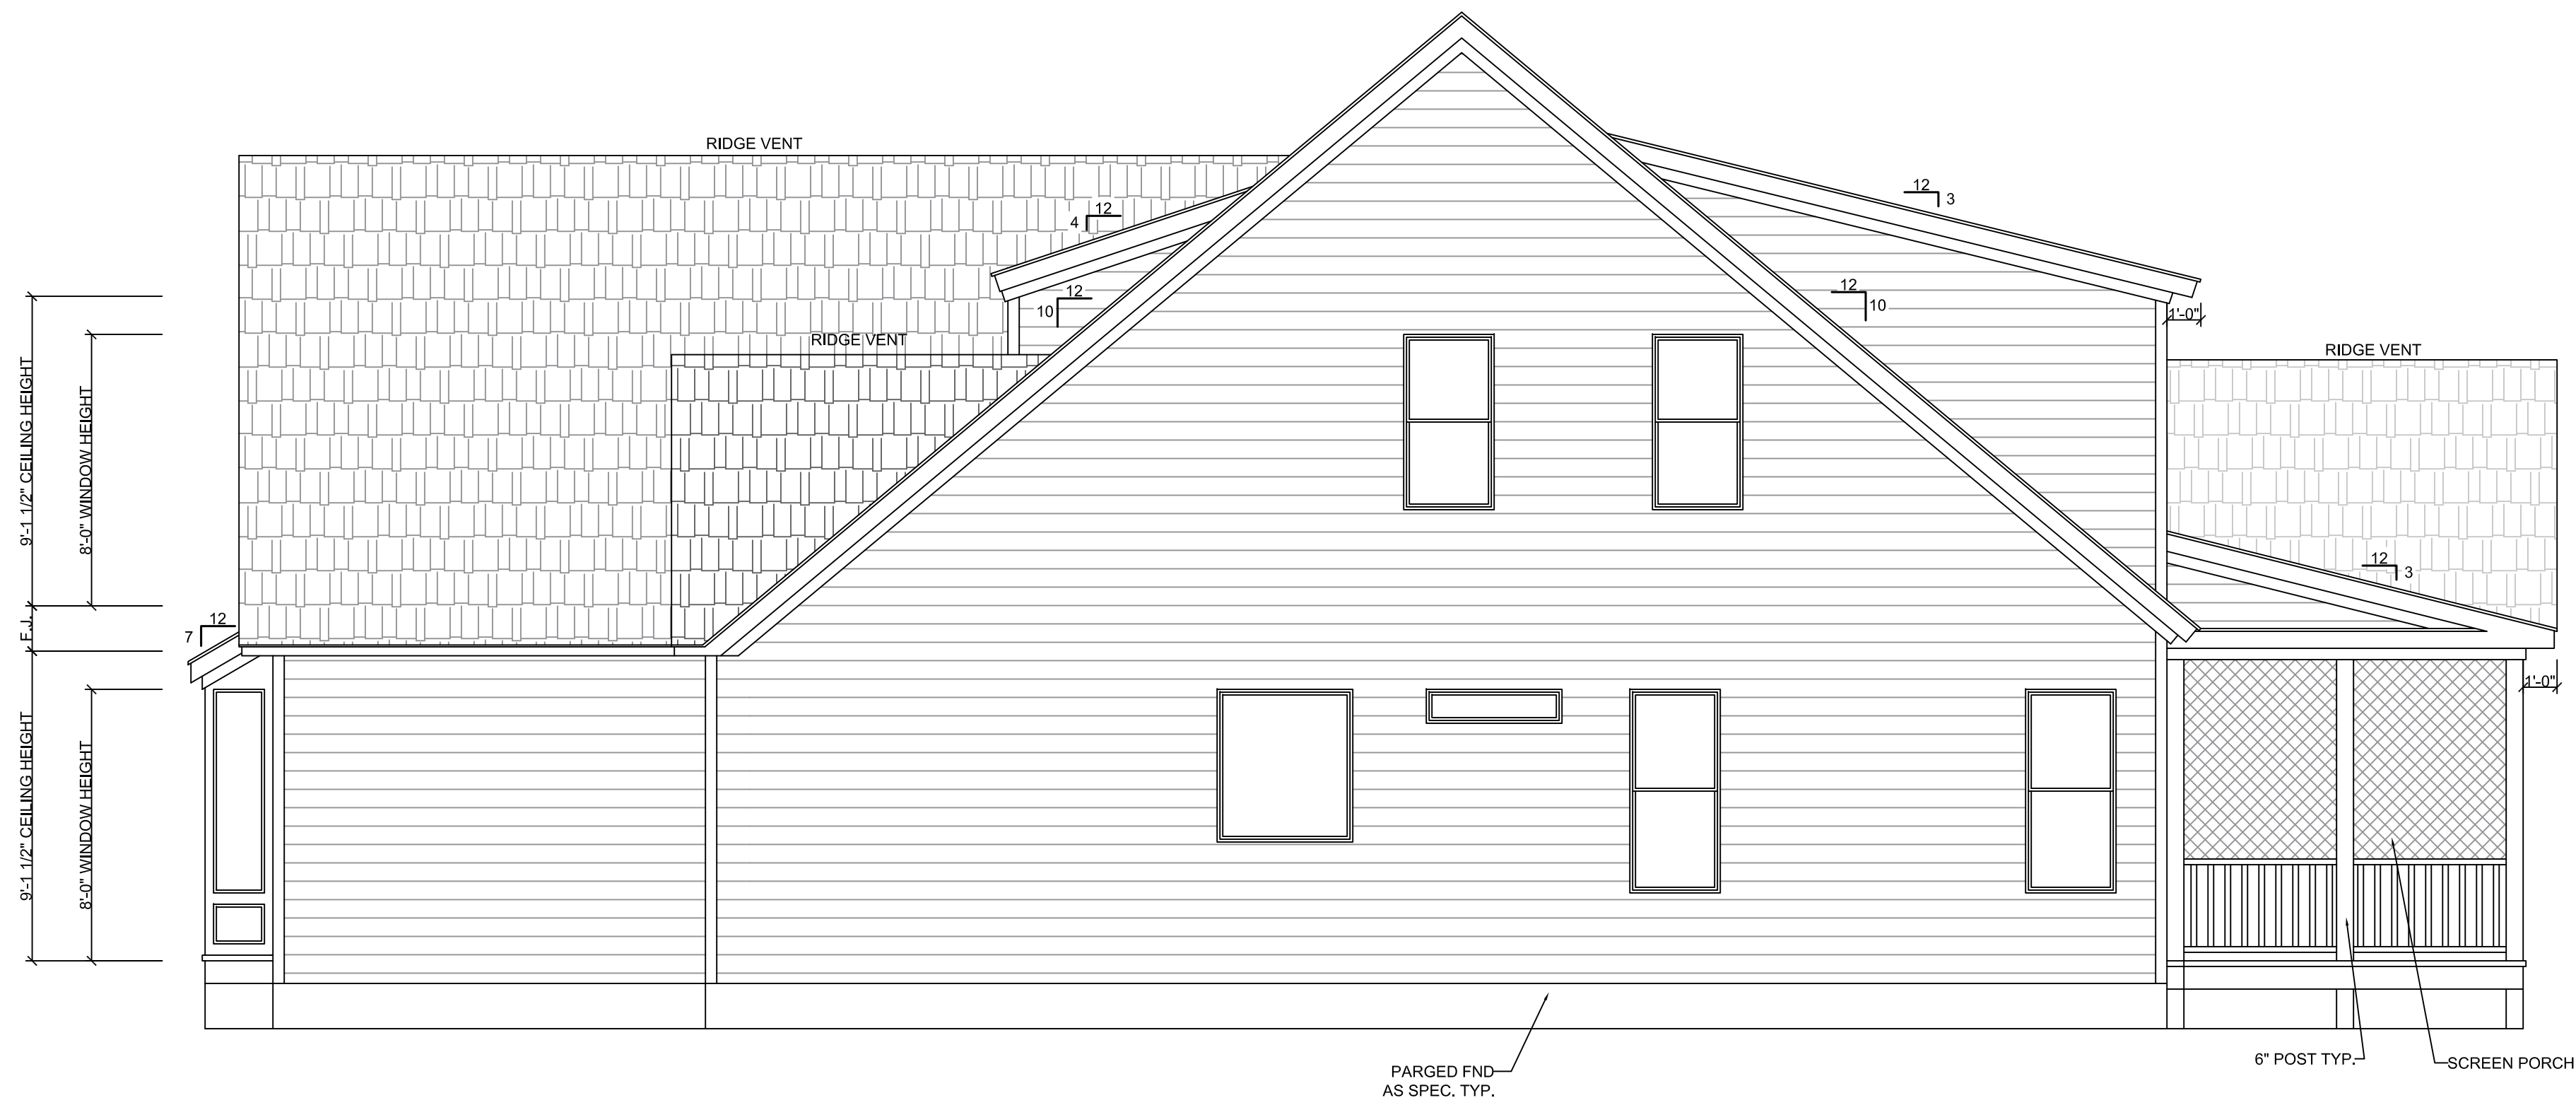 RIDGE VENT
12
3
4
12
12
10
12
10
1'-0"
RIDGE VENT
RIDGE VENT
9'-1 1/2" CEILING HEIGHT
8'-0" WINDOW HEIGHT
12
3
F.J.
7
12
1'-0"
9'-1 1/2" CEILING HEIGHT
8'-0" WINDOW HEIGHT
6" POST TYP.
SCREEN PORCH
PARGED FND
AS SPEC. TYP.